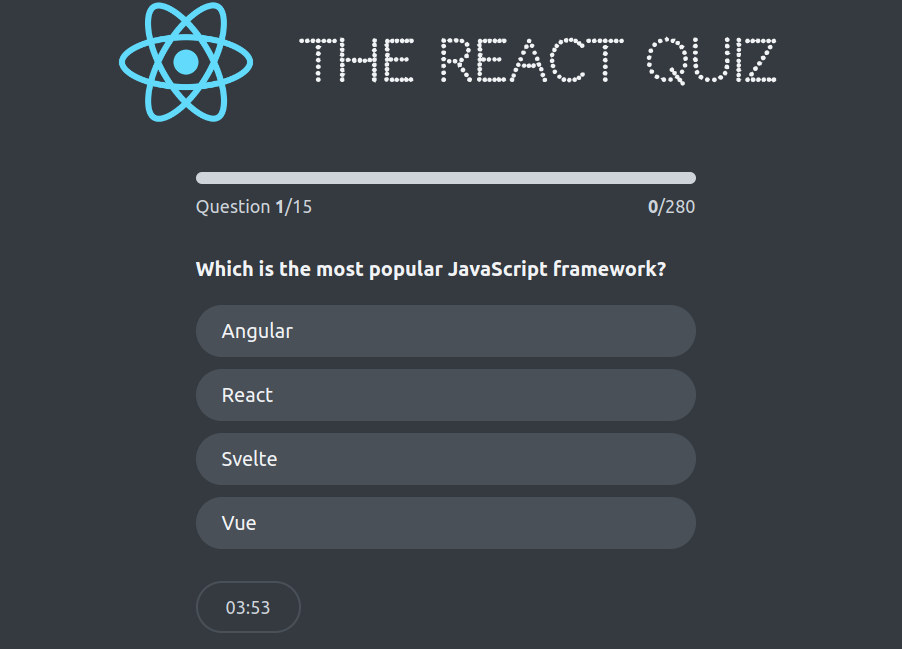 THE REACT QUIZ
Question 1/15
0/280
Which is the most popular JavaScript framework?
Angular
React
Svelte
Vue
03:53